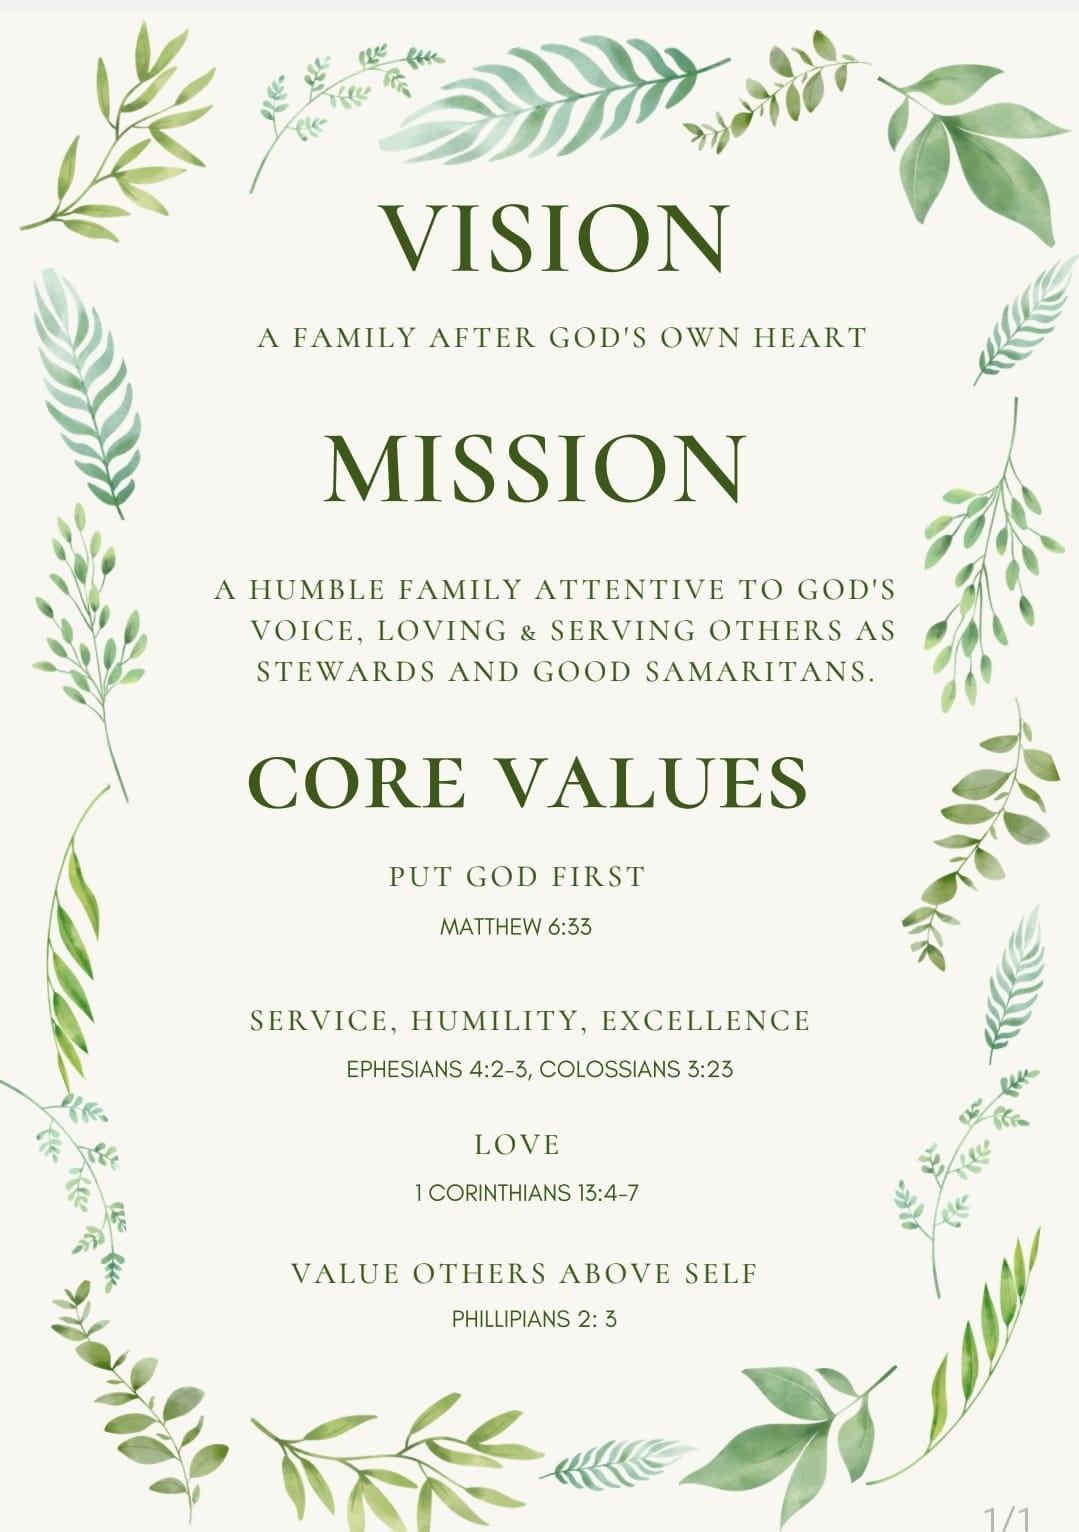 VISION
A FAMILY AFTER GOD'S OWN HEART
MISSION
A HUMBLE FAMILY ATTENTIVE TO GOD'S
VOICE, LOVING & SERVING OTHERS AS
STEWARDS AND GOOD SAMARITANS.
CORE VALUES
PUT GOD FIRST
MATTHEW 6:33
SERVICE, HUMILITY, EXCELLENCE
EPHESIANS 4:2-3, COLOSSIANS 3:23
LOVE
1 CORINTHIANS 13:4-7
VALUE OTHERS ABOVE SELF
PHILLIPIANS 2: 3
1/1